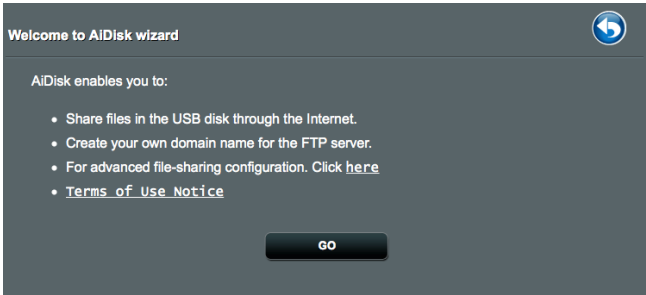 Welcome to AiDisk wizard
AiDisk enables you to:
• Share files in the USB disk through the Internet.
• Create your own domain name for the FTP server.
• For advanced file-sharing configuration. Click here
• Terms of Use Notice
GO